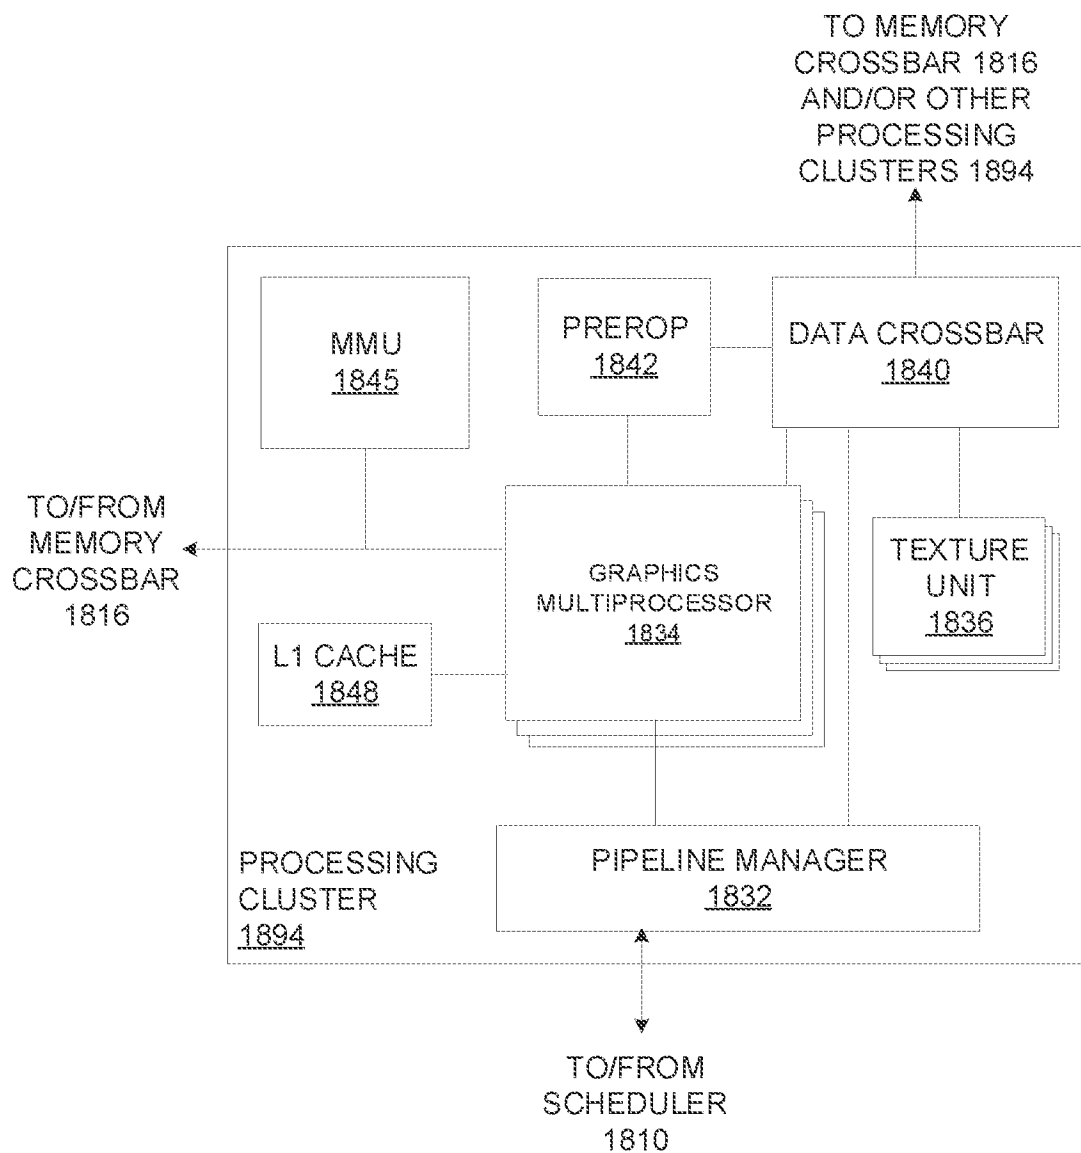 TO MEMORY
CROSSBAR 1816
AND/OR OTHER
PROCESSING
CLUSTERS 1894
MMU
1845
PREROP
1842
DATA CROSSBAR
1840
TO/FROM
MEMORY
CROSSBAR
1816
GRAPHICS
MULTIPROCESSOR
1834
TEXTURE
UNIT
1836
L1 CACHE
1848
PROCESSING
CLUSTER
1894
PIPELINE MANAGER
1832
TO/FROM
SCHEDULER
1810